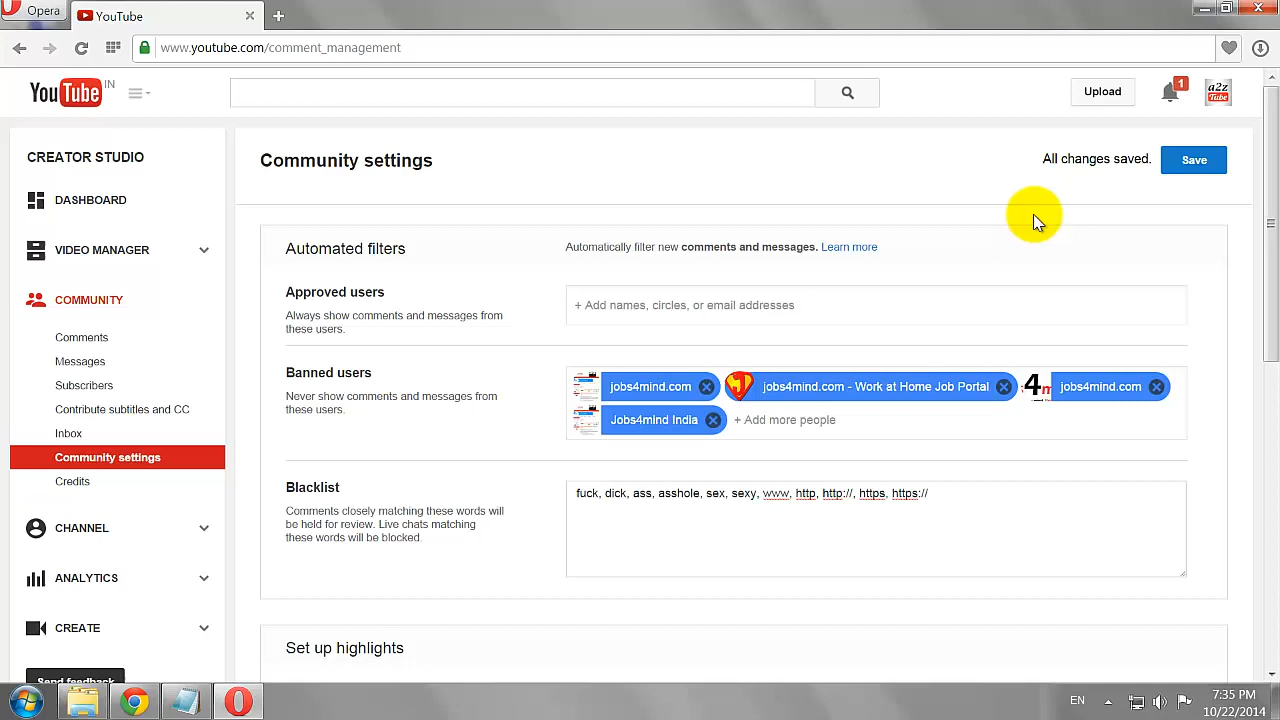 Opera
YouTube
www.youtube.com/comment_management
YouTube IN
Upload
1
a2z
Tube
CREATOR STUDIO
DASHBOARD
VIDEO MANAGER
COMMUNITY
Comments
Messages
Subscribers
Contribute subtitles and CC
Inbox
Community settings
Credits
CHANNEL
ANALYTICS
CREATE
Send feedback
Community settings
All changes saved.
Save
Automated filters
Automatically filter new comments and messages. Learn more
Approved users
Always show comments and messages from
these users.
+ Add names, circles, or email addresses
Banned users
Never show comments and messages from
these users.
jobs4mind.com
jobs4mind.com - Work at Home Job Portal
:4m
jobs4mind.com
Jobs4mind India
+ Add more people
Blacklist
Comments closely matching these words will
be held for review. Live chats matching
these words will be blocked.
fuck, dick, ass, asshole, sex, sexy, www, http, http://, https, https://
Set up highlights
EN
7:35 PM
10/22/2014